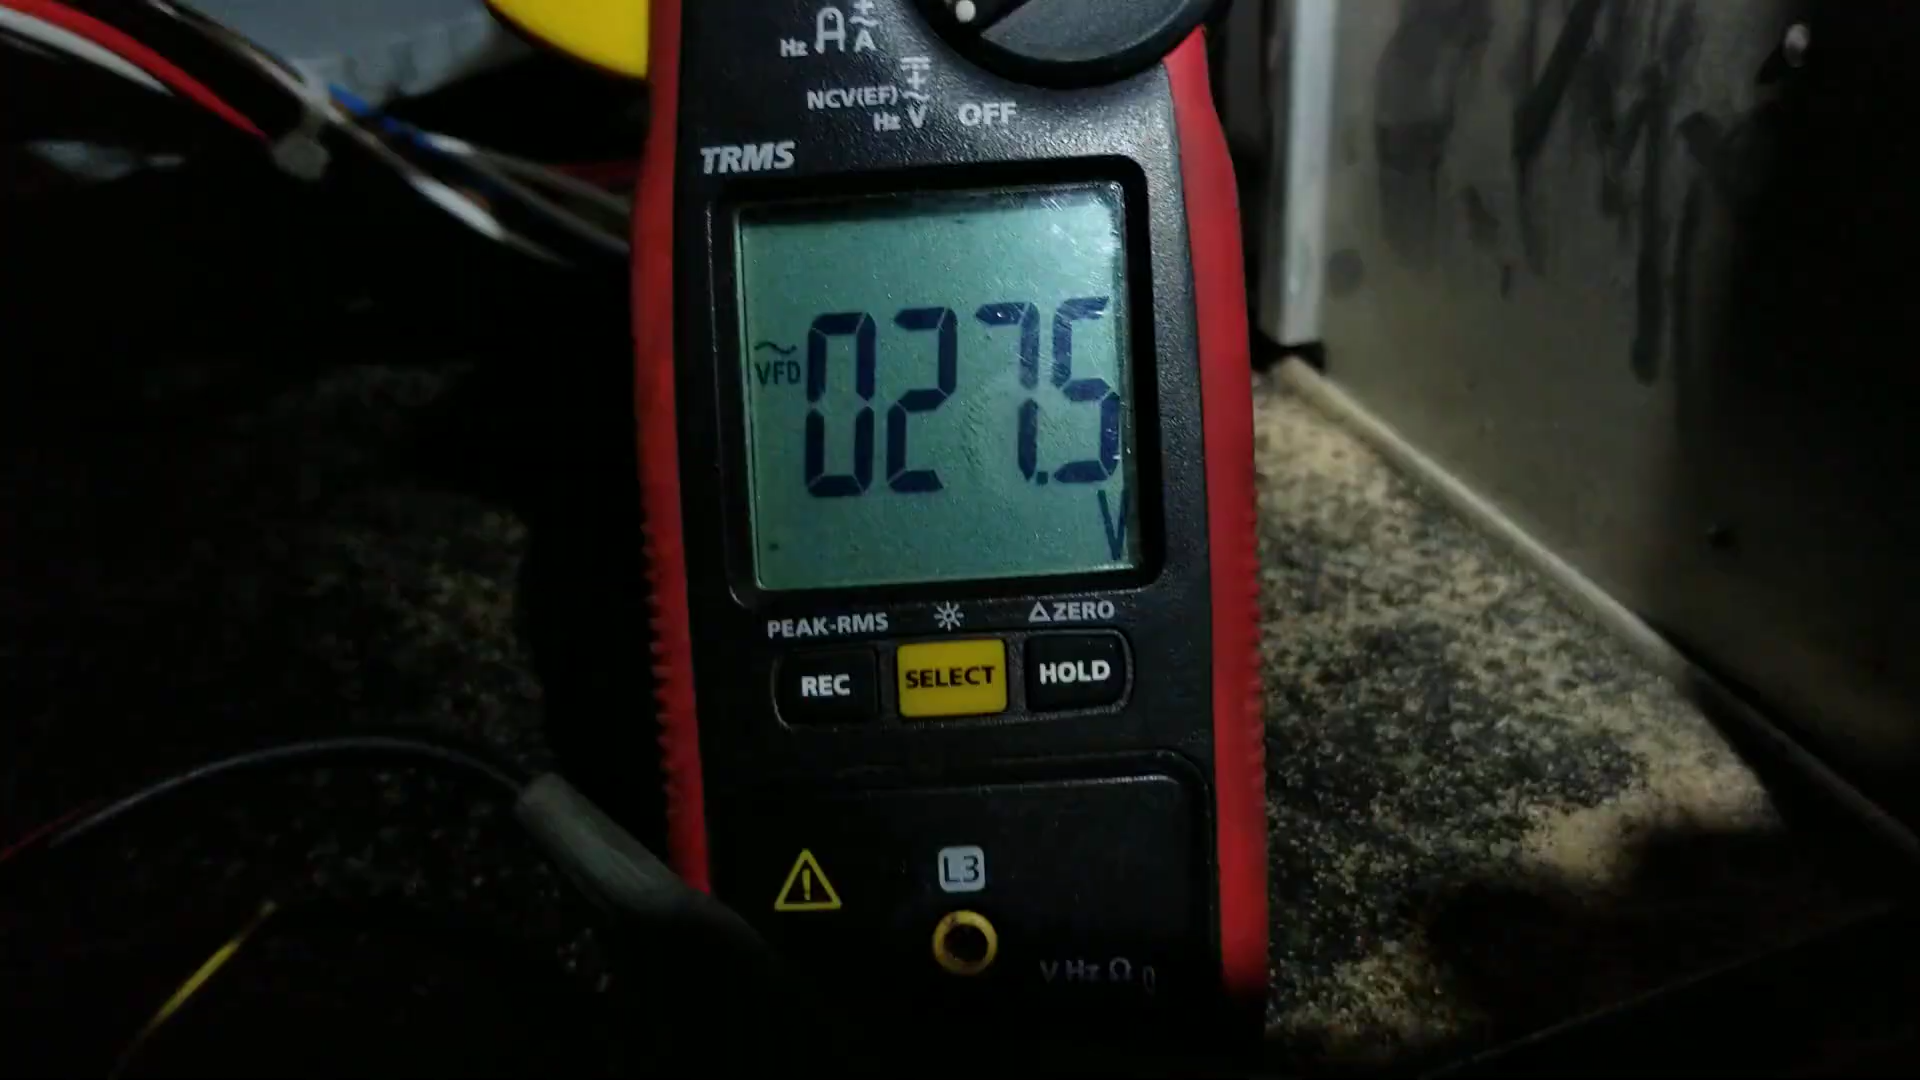 Hz A
NCV(EF)
Hz V OFF
TRMS
VFD 027.5
V
PEAK-RMS ΔZERO
REC SELECT HOLD
L3
V Hz Ω